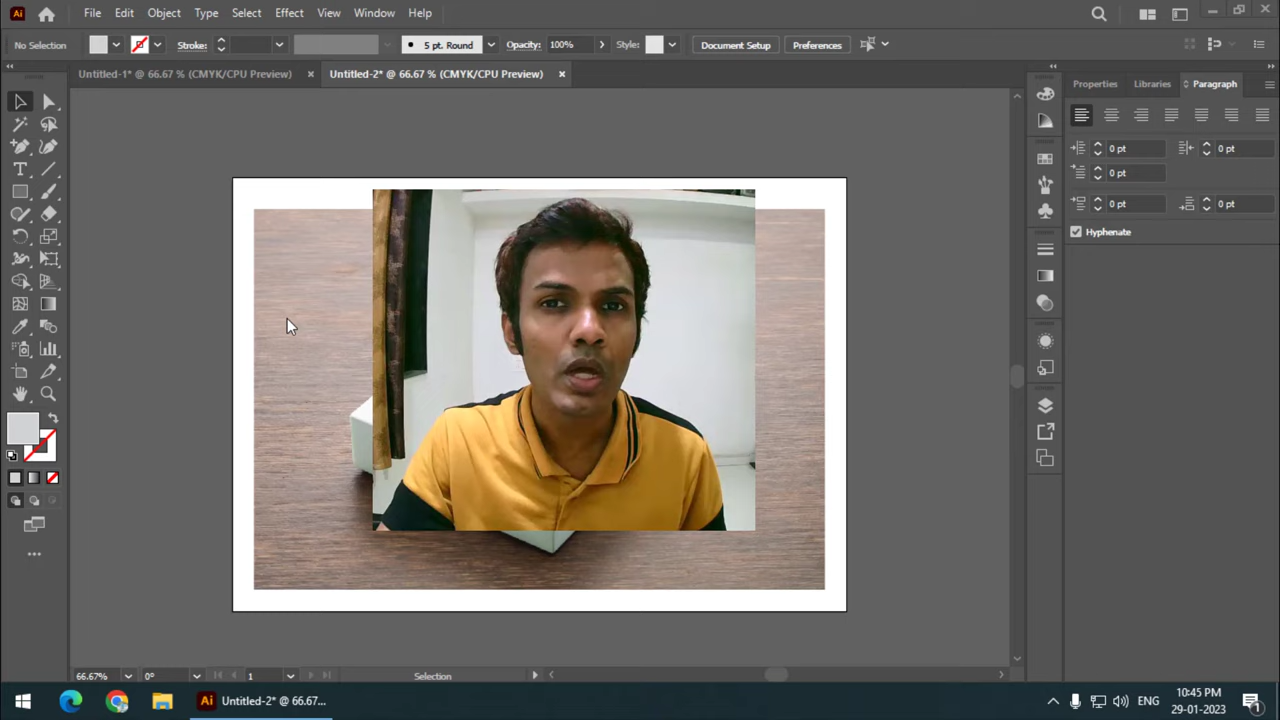 Ai File Edit Object Type Select Effect View Window Help
No Selection Stroke: 5 pt. Round Opacity: 100% Style: Document Setup Preferences
Untitled-1* @ 66.67 % (CMYK/CPU Preview) × Untitled-2* @ 66.67 % (CMYK/CPU Preview) ×
Properties Libraries Paragraph
0 pt 0 pt
0 pt
0 pt 0 pt
Hyphenate
66.67% 0° 1 Selection
Ai Untitled-2* @ 66.67... ENG 10:45 PM
29-01-2023 1